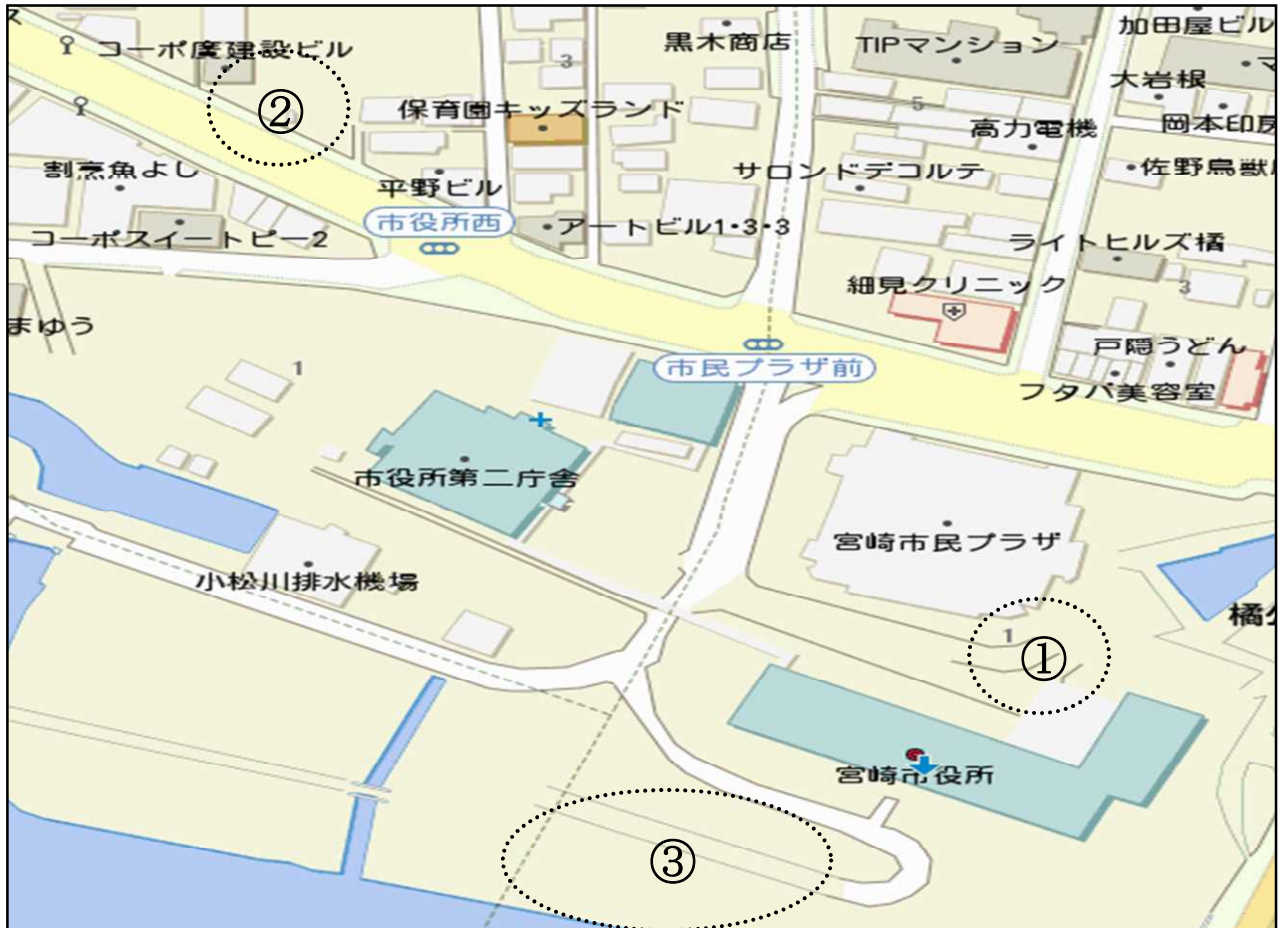 ス
コーポ廣建設ビル
3
黒木商店
TIPマンション
加田屋ビル
マ
②
保育園キッズランド
5
大岩根
高力電機
岡本印房
割烹魚よし
平野ビル
サロンドデコルテ
佐野鳥獣
市役所西
アートビル1・3・3
コーポスイートピー2
ライトヒルズ橘
細見クリニック
3
まゆう
市民プラザ前
戸隠うどん
フタバ美容室
1
市役所第二庁舎
宮崎市民プラザ
小松川排水機場
橘公
1
①
宮崎市役所
③